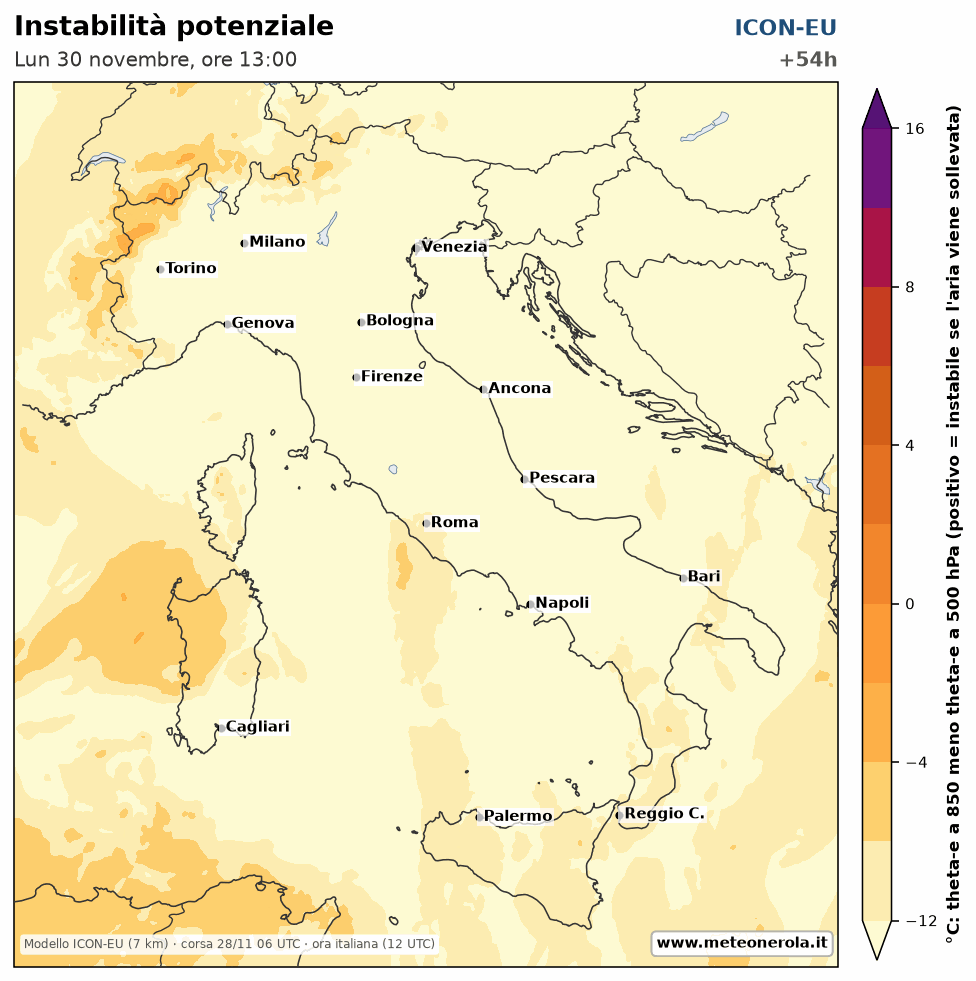 Instabilità potenziale
ICON-EU
Lun 30 novembre, ore 13:00
+54h
Milano
Venezia
Torino
Genova
Bologna
Firenze
Ancona
Pescara
Roma
Bari
Napoli
Cagliari
Palermo
Reggio C.
16
8
4
0
−4
−12
°C: theta-e a 850 meno theta-e a 500 hPa (positivo = instabile se l'aria viene sollevata)
Modello ICON-EU (7 km) · corsa 28/11 06 UTC · ora italiana (12 UTC)
www.meteonerola.it